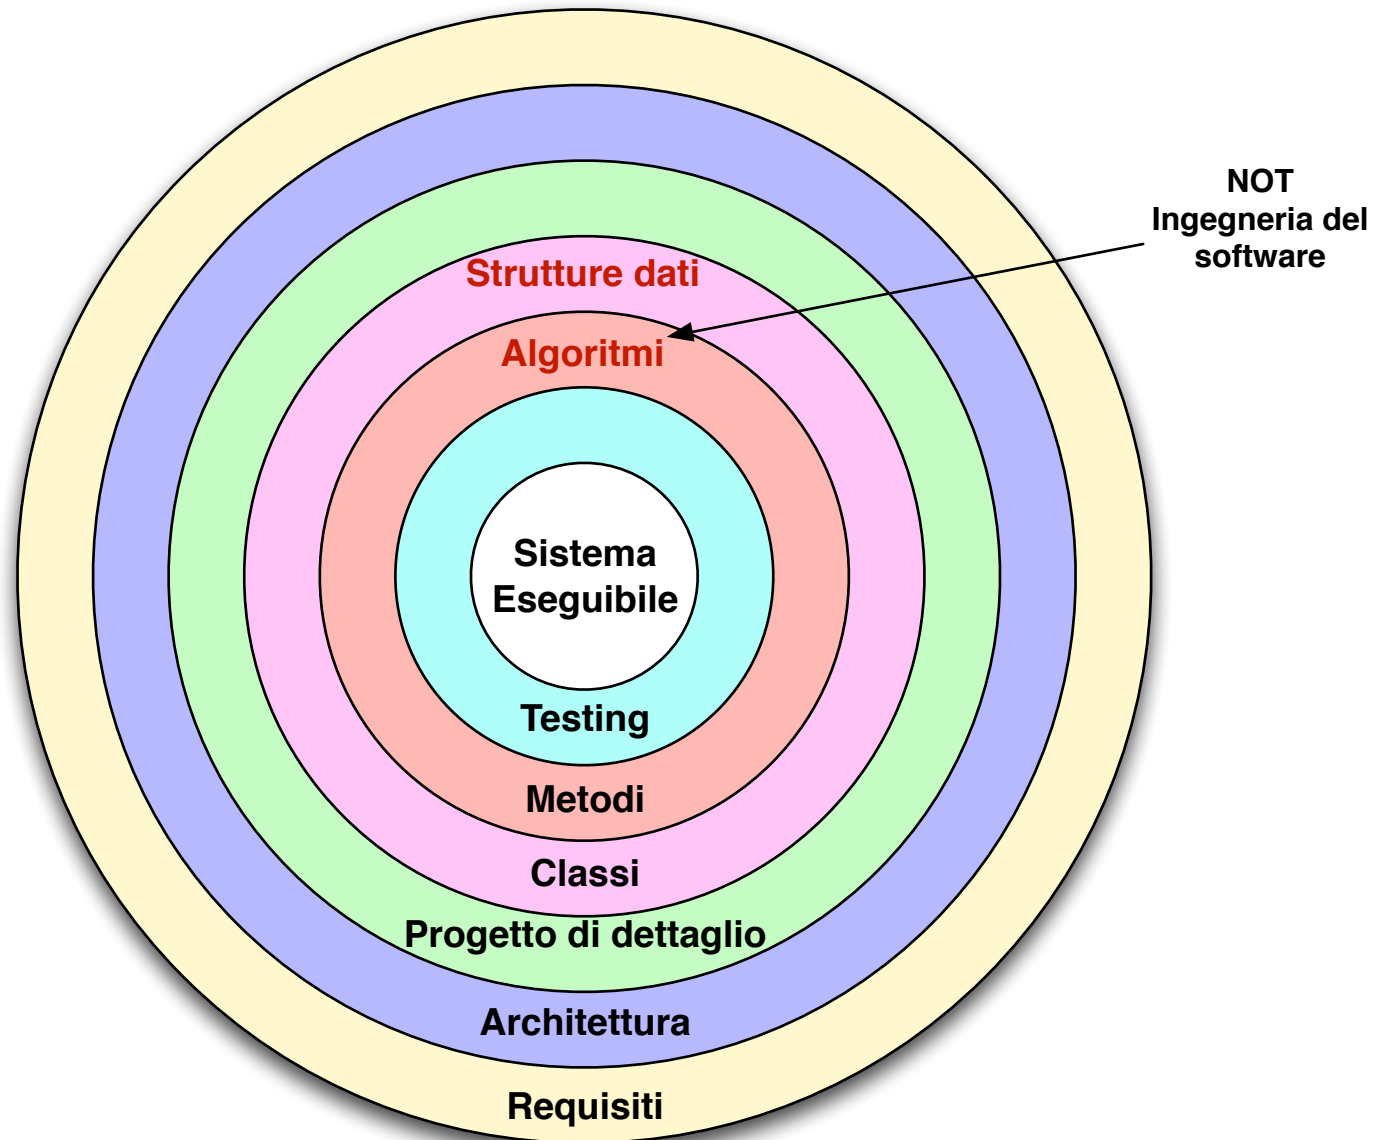 NOT
Ingegneria del
software
Strutture dati
Algoritmi
Sistema
Eseguibile
Testing
Metodi
Classi
Progetto di dettaglio
Architettura
Requisiti